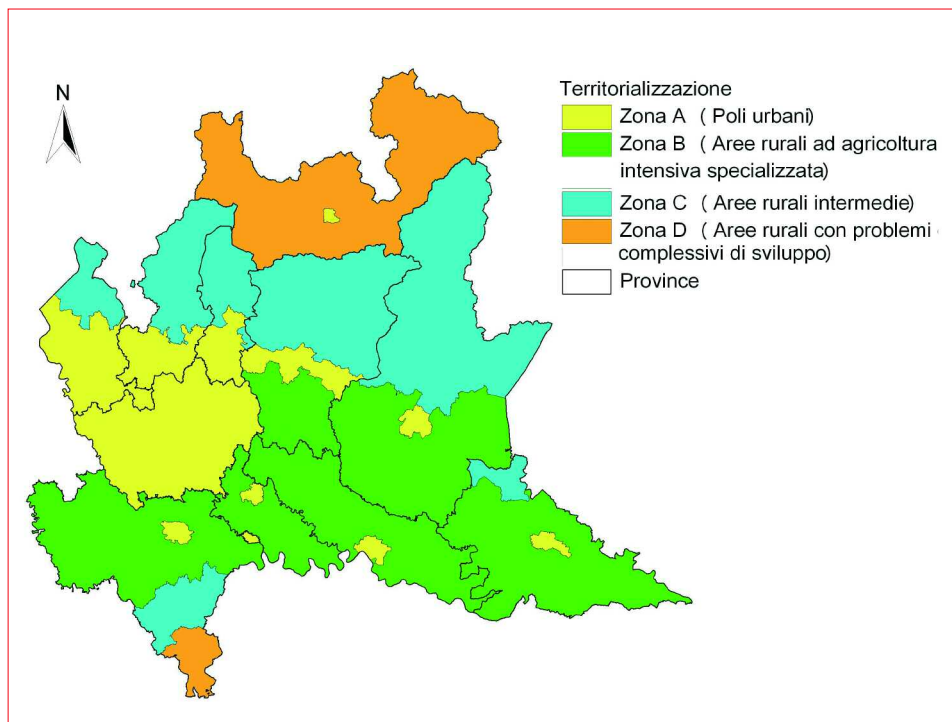 N
Territorializzazione
Zona A ( Poli urbani)
Zona B ( Aree rurali ad agricoltura
intensiva specializzata)
Zona C ( Aree rurali intermedie)
Zona D ( Aree rurali con problemi
complessivi di sviluppo)
Province